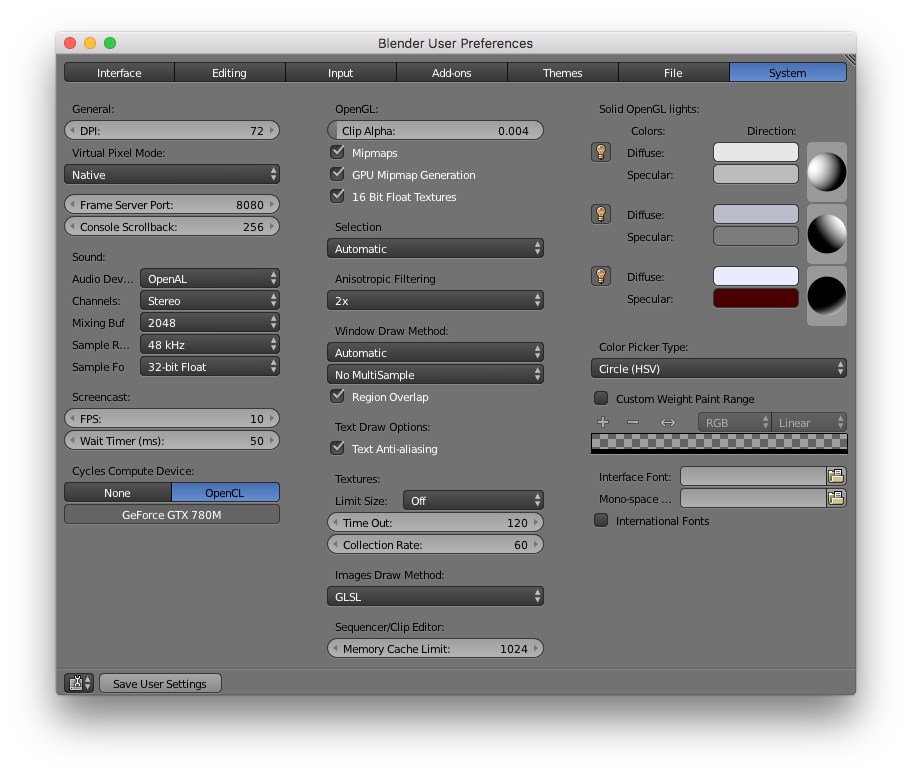 Blender User Preferences
Interface Editing Input Add-ons Themes File System
General:
DPI: 72
Virtual Pixel Mode:
Native
Frame Server Port: 8080
Console Scrollback: 256
Sound:
Audio Dev... OpenAL
Channels: Stereo
Mixing Buf 2048
Sample R... 48 kHz
Sample Fo 32-bit Float
Screencast:
FPS: 10
Wait Timer (ms): 50
Cycles Compute Device:
None OpenCL
GeForce GTX 780M
OpenGL:
Clip Alpha: 0.004
Mipmaps
GPU Mipmap Generation
16 Bit Float Textures
Selection
Automatic
Anisotropic Filtering
2x
Window Draw Method:
Automatic
No MultiSample
Region Overlap
Text Draw Options:
Text Anti-aliasing
Textures:
Limit Size: Off
Time Out: 120
Collection Rate: 60
Images Draw Method:
GLSL
Sequencer/Clip Editor:
Memory Cache Limit: 1024
Solid OpenGL lights:
Colors: Direction:
Diffuse:
Specular:
Diffuse:
Specular:
Diffuse:
Specular:
Color Picker Type:
Circle (HSV)
Custom Weight Paint Range
RGB Linear
Interface Font:
Mono-space ...
International Fonts
Save User Settings